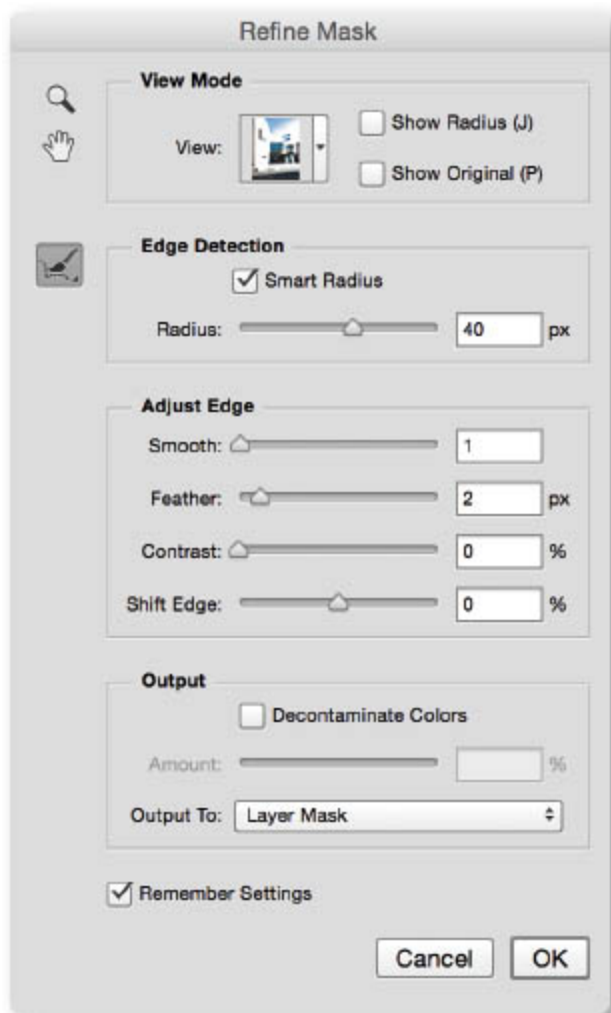 Refine Mask
View Mode
View:
Show Radius (J)
Show Original (P)
Edge Detection
Smart Radius
Radius: 40 px
Adjust Edge
Smooth: 1
Feather: 2 px
Contrast: 0 %
Shift Edge: 0 %
Output
Decontaminate Colors
Amount: %
Output To: Layer Mask
Remember Settings
Cancel OK